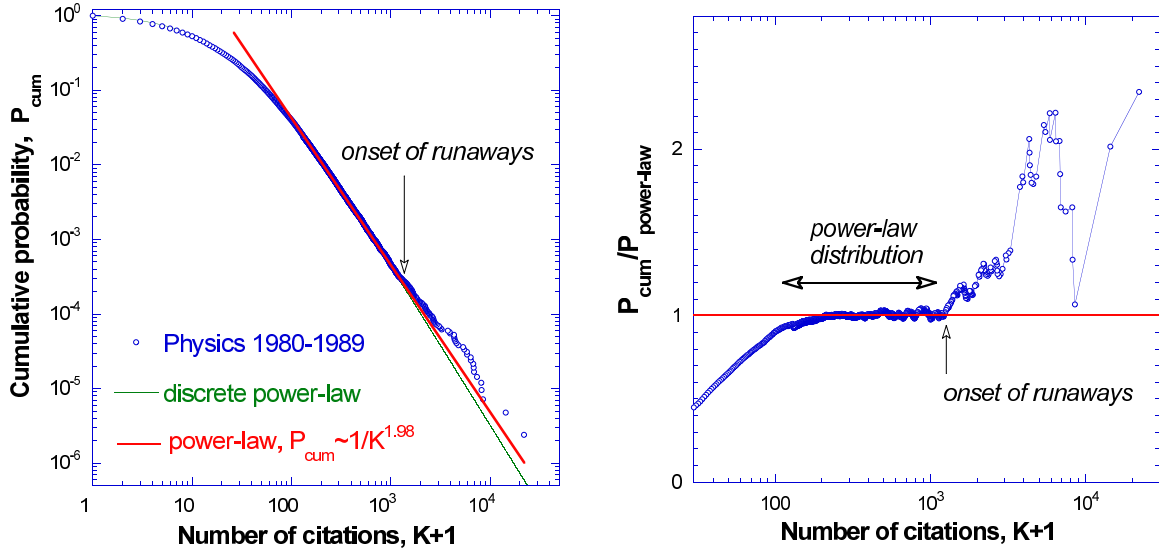 Cumulative probability, P_cum
10^0
10^-1
10^-2
10^-3
10^-4
10^-5
10^-6
onset of runaways
Physics 1980-1989
discrete power-law
power-law, P_cum~1/K^1.98
1
10
100
10^3
10^4
Number of citations, K+1
P_cum/P_power-law
2
1
0
power-law
distribution
onset of runaways
100
10^3
10^4
Number of citations, K+1